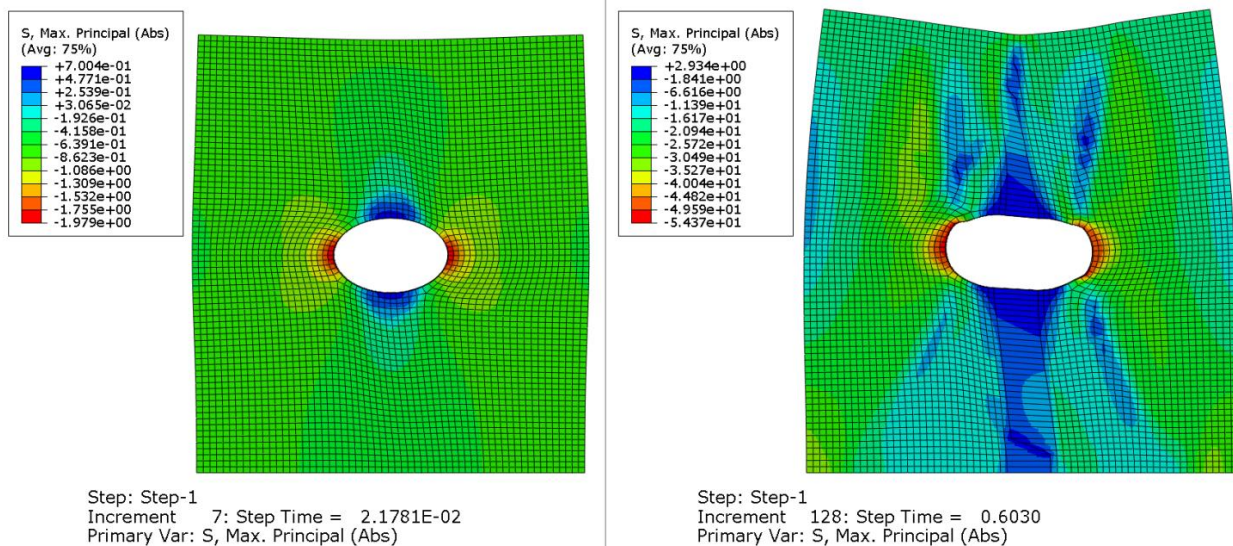 S, Max. Principal (Abs)
(Avg: 75%)
+7.004e-01
+4.771e-01
+2.539e-01
+3.065e-02
-1.926e-01
-4.158e-01
-6.391e-01
-8.623e-01
-1.086e+00
-1.309e+00
-1.532e+00
-1.755e+00
-1.979e+00
Step: Step-1
Increment 7: Step Time = 2.1781E-02
Primary Var: S, Max. Principal (Abs)
S, Max. Principal (Abs)
(Avg: 75%)
+2.934e+00
-1.841e+00
-6.616e+00
-1.139e+01
-1.617e+01
-2.094e+01
-2.572e+01
-3.049e+01
-3.527e+01
-4.004e+01
-4.482e+01
-4.959e+01
-5.437e+01
Step: Step-1
Increment 128: Step Time = 0.6030
Primary Var: S, Max. Principal (Abs)